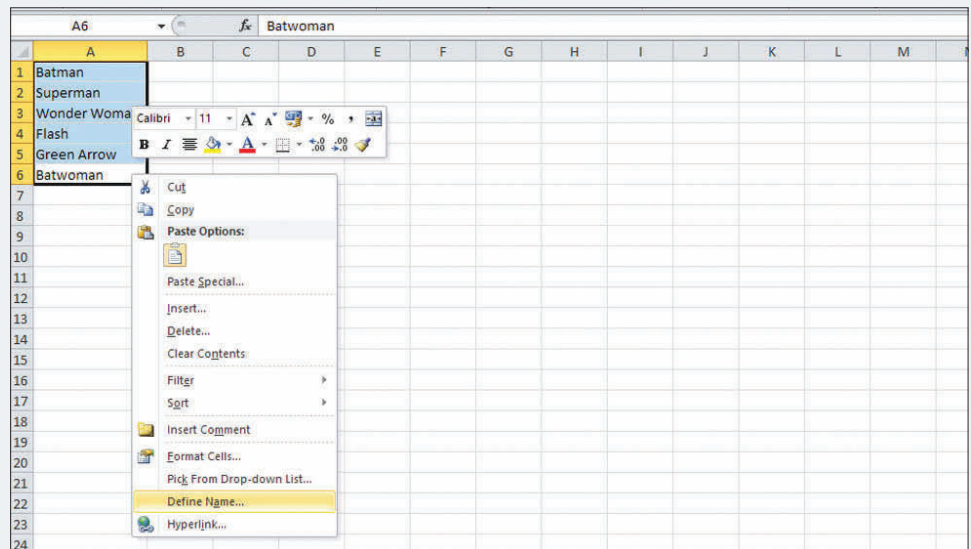 A6 fx Batwoman
A B C D E F G H I J K L M
1 Batman
2 Superman
3 Wonder Woma
Calibri 11 A A % ,
4 Flash
B I A .0 .00 .00 .0
5 Green Arrow
6 Batwoman
7
Cut
8
Copy
9
Paste Options:
10
11
Paste Special...
12
Insert...
13
Delete...
14
Clear Contents
15
16
Filter
17
Sort
18
Insert Comment
19
Format Cells...
20
Pick From Drop-down List...
21
22
Define Name...
23
Hyperlink...
24